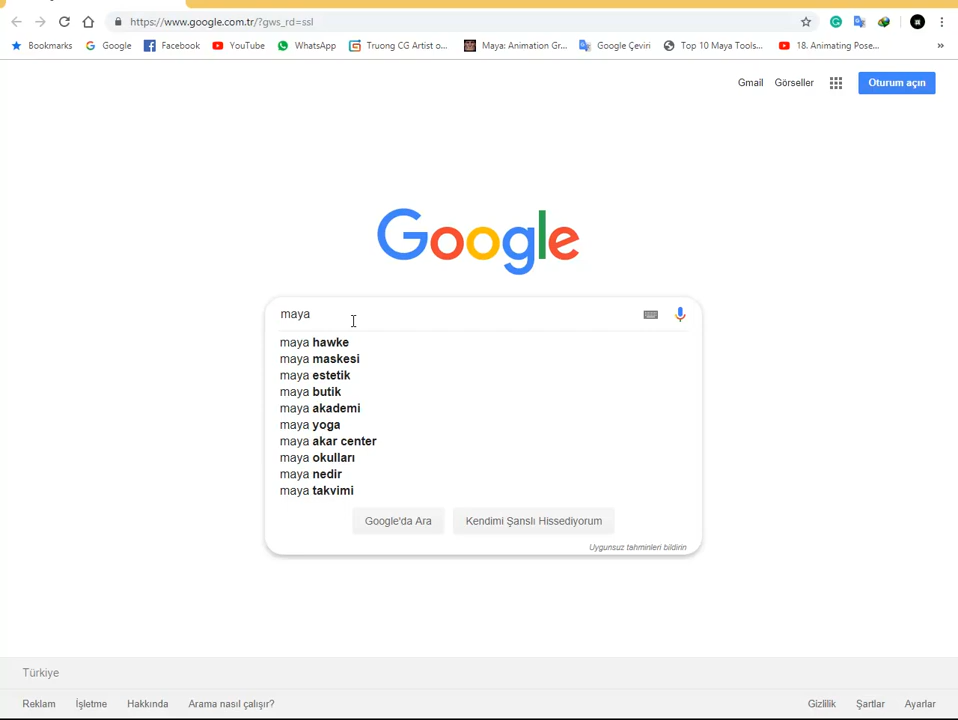 https://www.google.com.tr/?gws_rd=ssl
Bookmarks Google Facebook YouTube WhatsApp Truong CG Artist o... Maya: Animation Gr... Google Çeviri Top 10 Maya Tools... 18. Animating Pose... »
Gmail Görseller Oturum açın
Google
maya
maya hawke
maya maskesi
maya estetik
maya butik
maya akademi
maya yoga
maya akar center
maya okulları
maya nedir
maya takvimi
Google'da Ara Kendimi Şanslı Hissediyorum
Uygunsuz tahminleri bildirin
Türkiye
Reklam İşletme Hakkında Arama nasıl çalışır? Gizlilik Şartlar Ayarlar